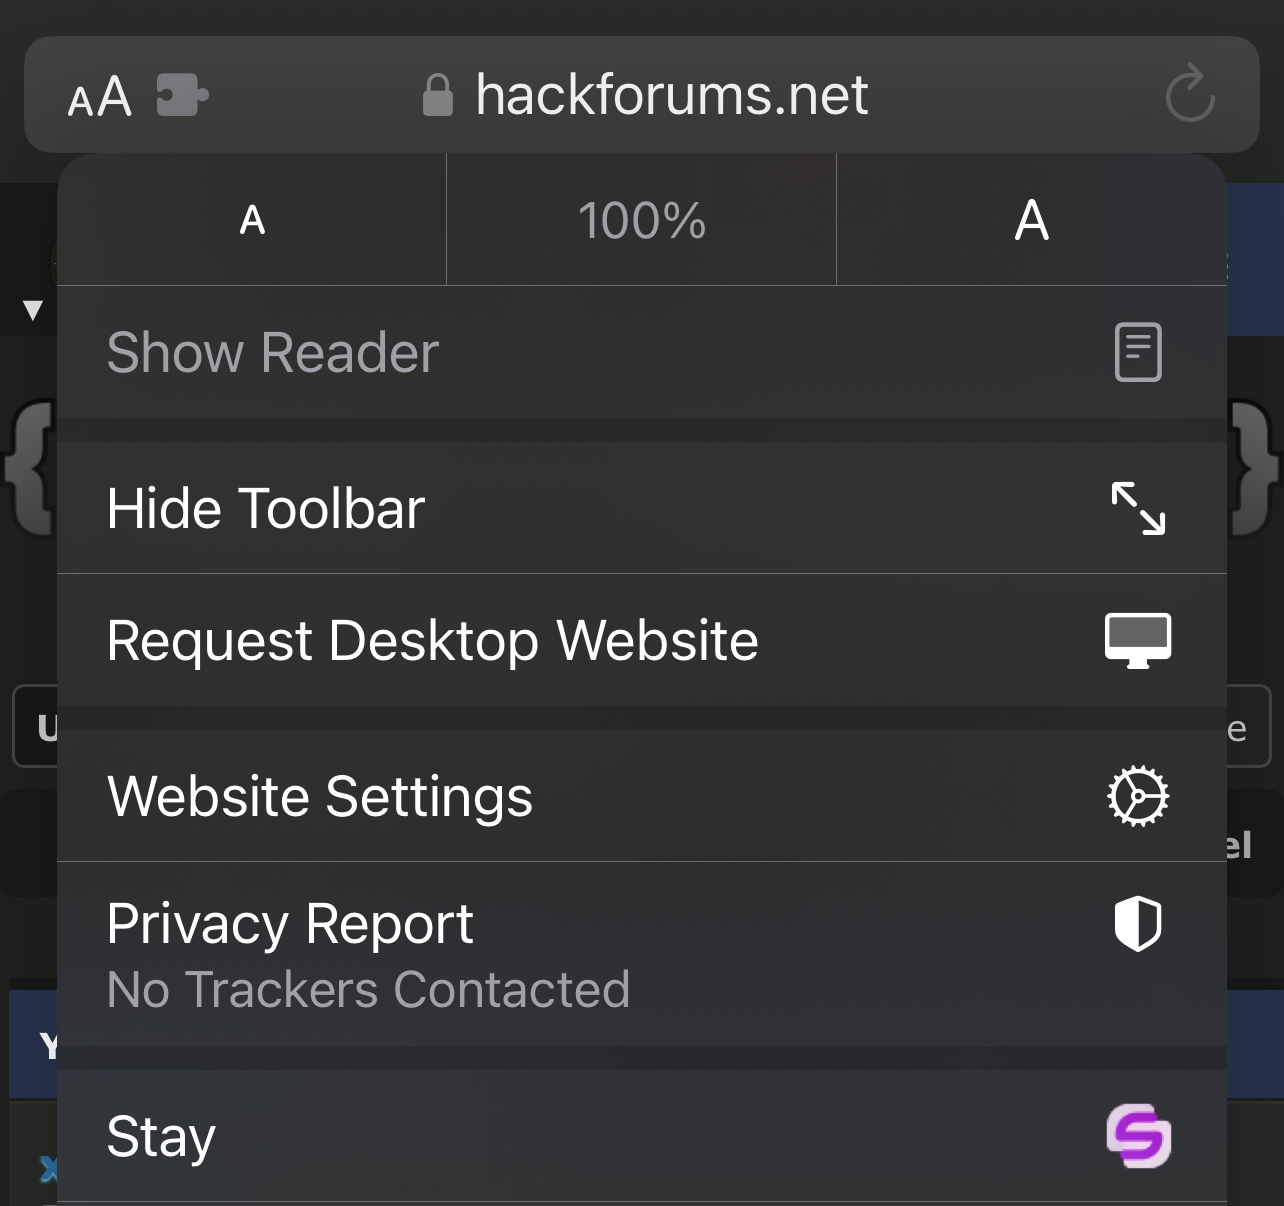 AA hackforums.net
A 100% A
Show Reader
Hide Toolbar
Request Desktop Website
Website Settings
Privacy Report
No Trackers Contacted
Stay